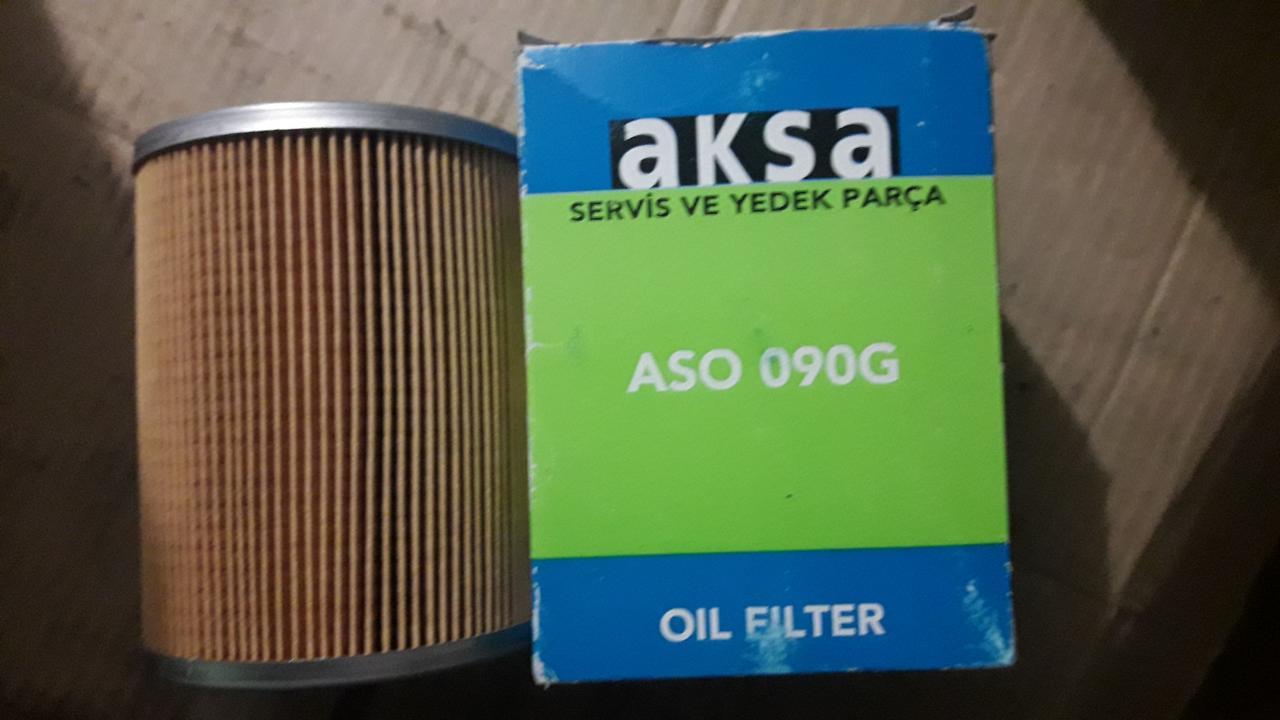 aksa
SERVİS VE YEDEK PARÇA
ASO 090G
OIL FILTER